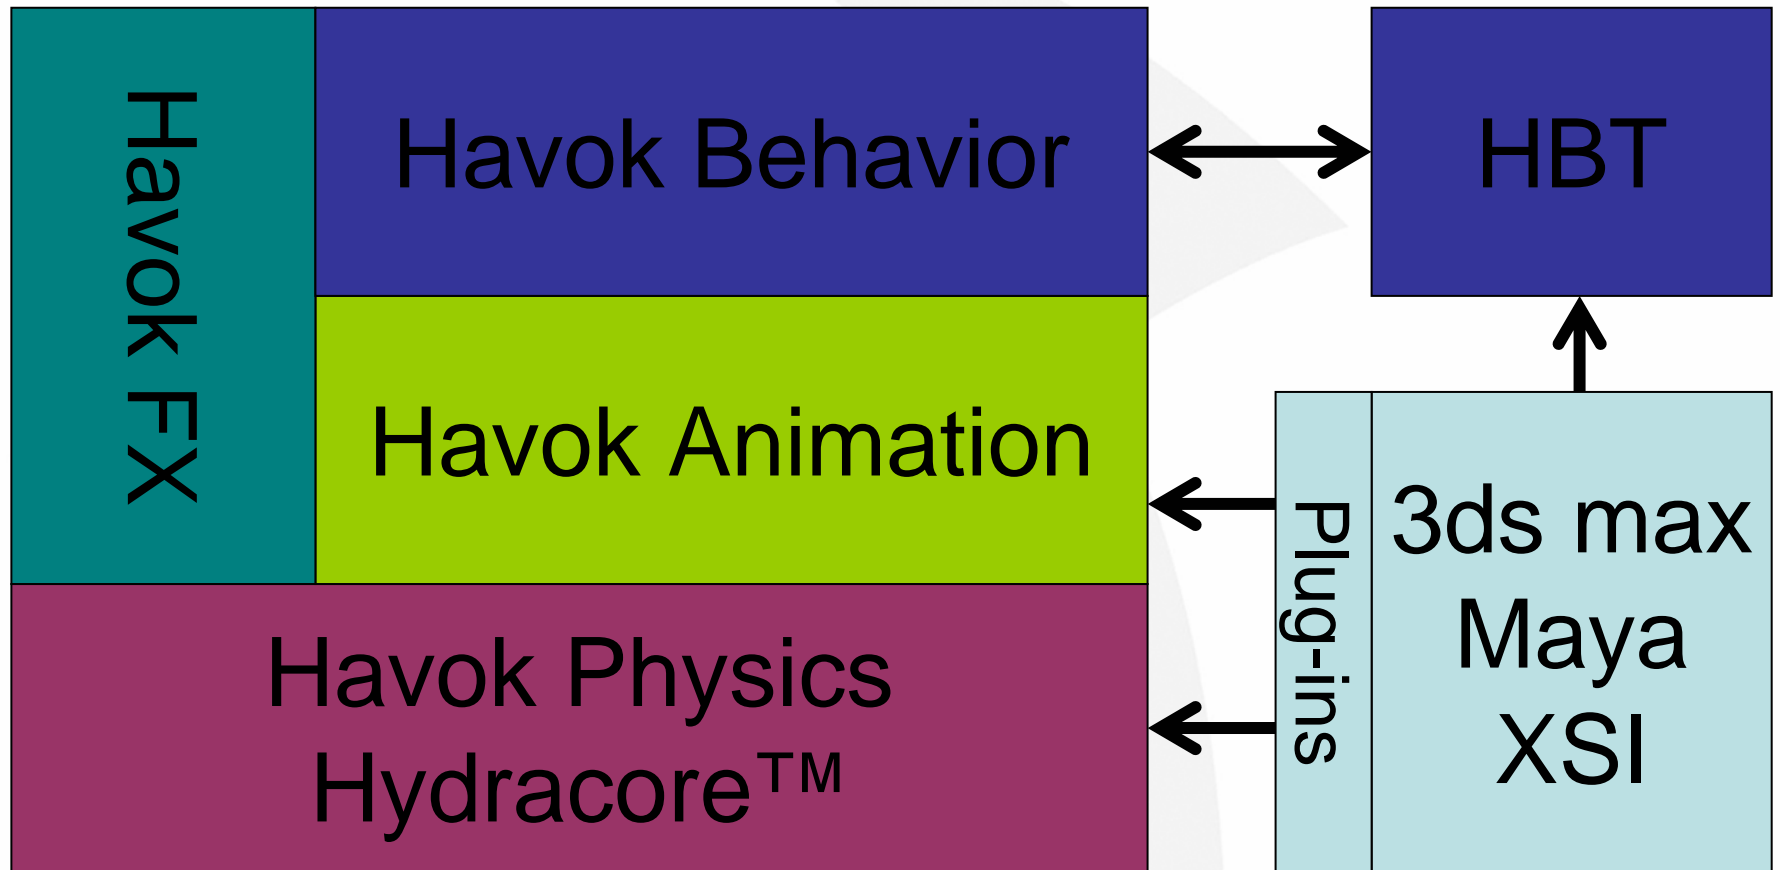 Havok FX
Havok Behavior
HBT
Havok Animation
Havok Physics
Hydracore™
Plug-ins
3ds max
Maya
XSI